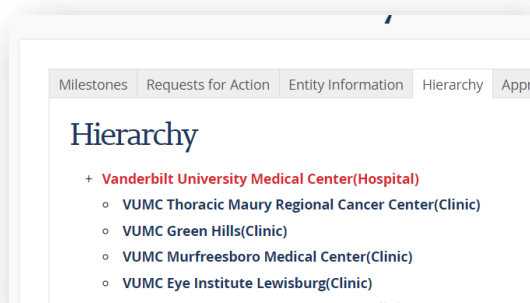 Milestones Requests for Action Entity Information Hierarchy Appr
Hierarchy
+ Vanderbilt University Medical Center(Hospital)
○ VUMC Thoracic Maury Regional Cancer Center(Clinic)
○ VUMC Green Hills(Clinic)
○ VUMC Murfreesboro Medical Center(Clinic)
○ VUMC Eye Institute Lewisburg(Clinic)